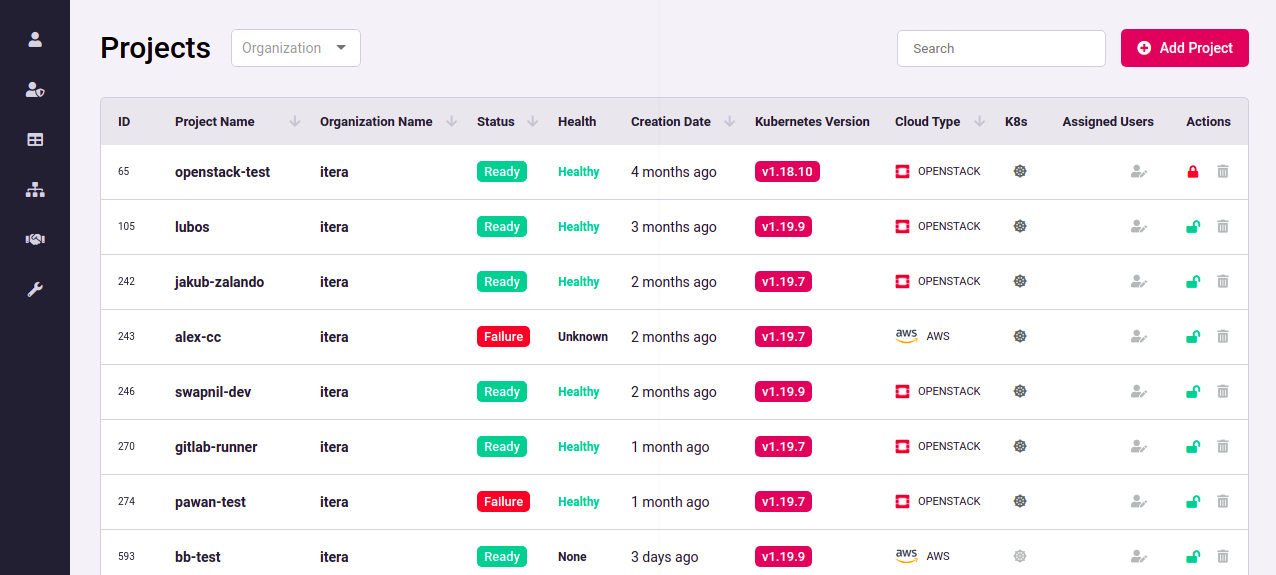 Projects Organization Search Add Project
ID Project Name Organization Name Status Health Creation Date Kubernetes Version Cloud Type K8s Assigned Users Actions
65 openstack-test itera Ready Healthy 4 months ago v1.18.10 OPENSTACK
105 lubos itera Ready Healthy 3 months ago v1.19.9 OPENSTACK
242 jakub-zalando itera Ready Healthy 2 months ago v1.19.7 OPENSTACK
243 alex-cc itera Failure Unknown 2 months ago v1.19.7 aws AWS
246 swapnil-dev itera Ready Healthy 2 months ago v1.19.9 OPENSTACK
270 gitlab-runner itera Ready Healthy 1 month ago v1.19.7 OPENSTACK
274 pawan-test itera Failure Healthy 1 month ago v1.19.7 OPENSTACK
593 bb-test itera Ready None 3 days ago v1.19.9 aws AWS